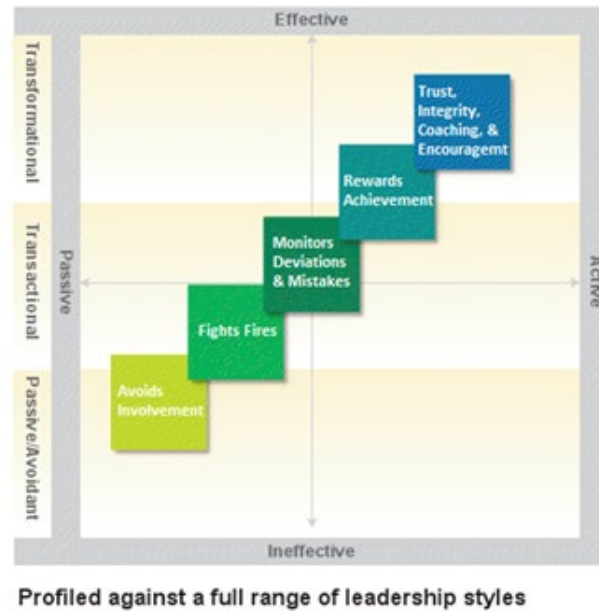 Effective
Transformational
Transactional
Passive/Avoidant
Passive
Active
Trust,
Integrity,
Coaching, &
Encouragemt
Rewards
Achievement
Monitors
Deviations
& Mistakes
Fights Fires
Avoids
Involvement
Ineffective
Profiled against a full range of leadership styles